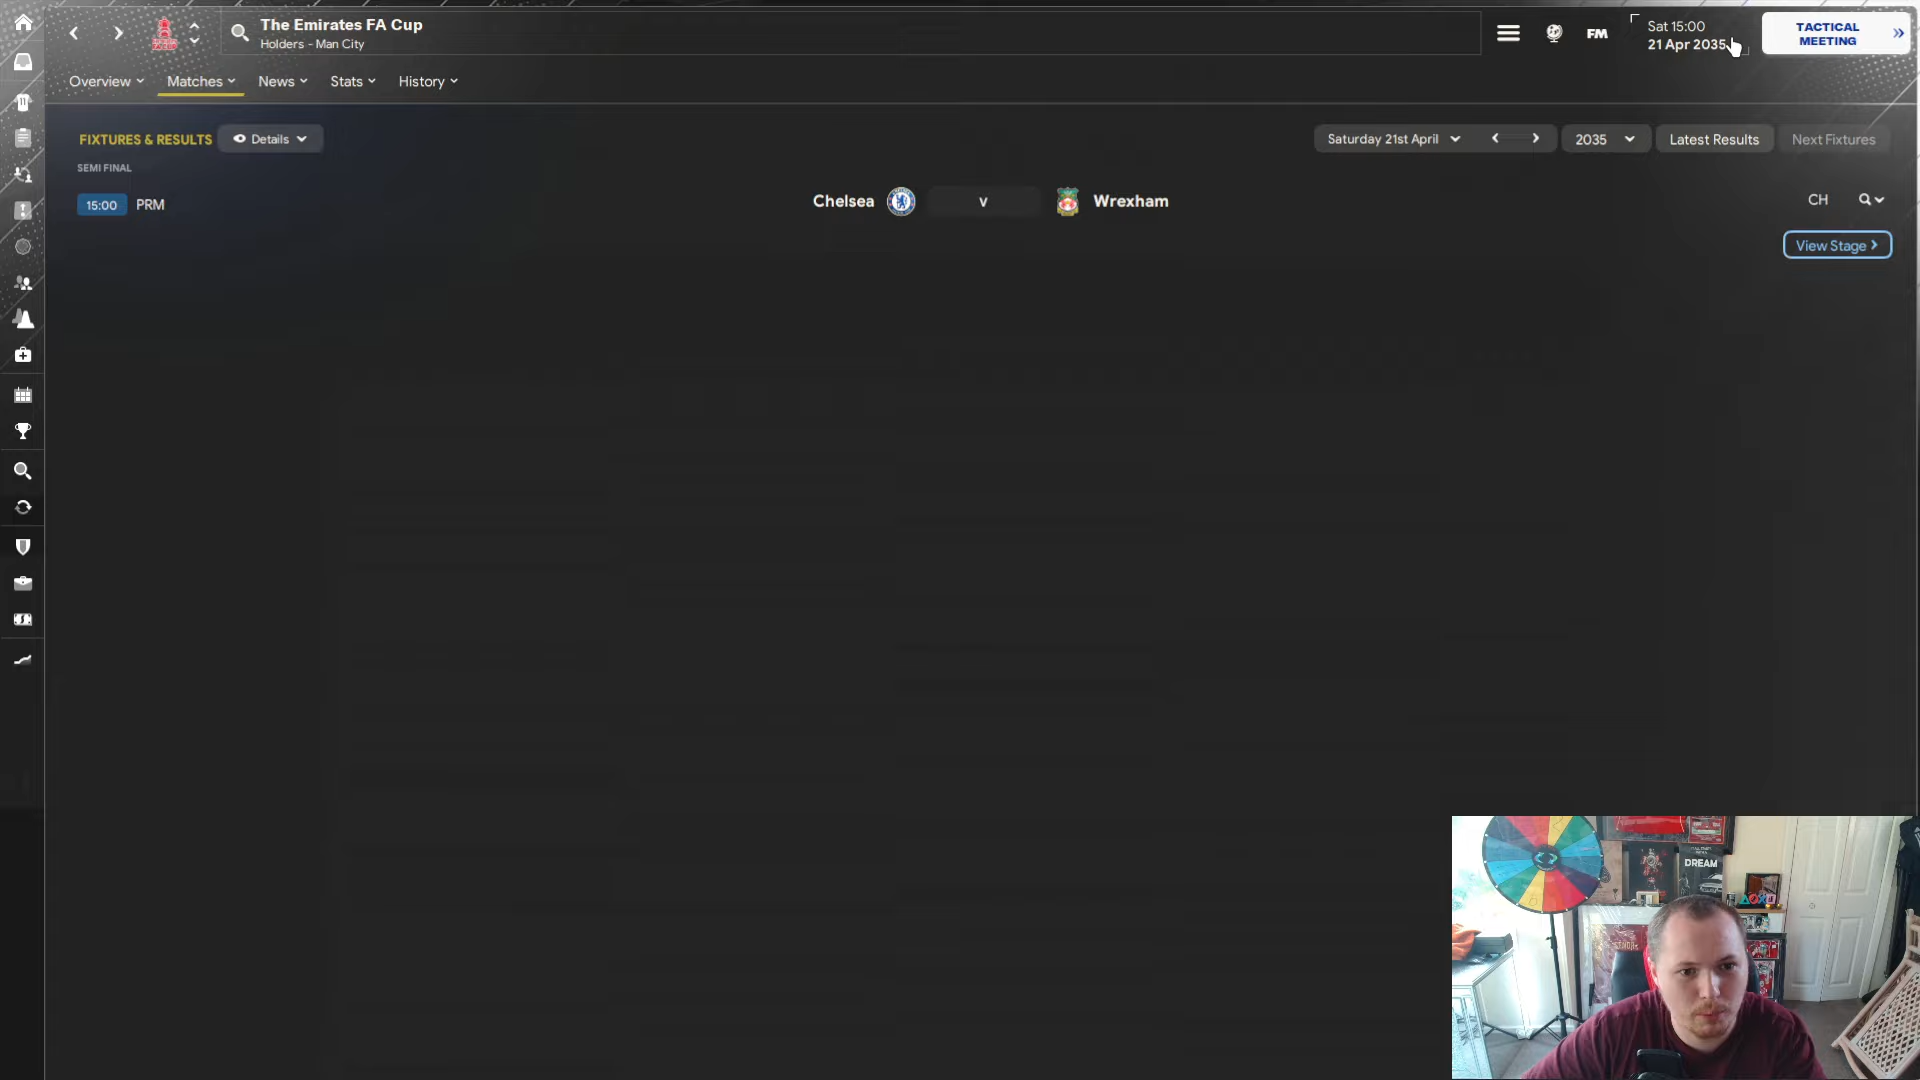 The Emirates FA Cup
Holders - Man City
FM
Sat 15:00
21 Apr 2035
TACTICAL
MEETING
Overview
Matches
News
Stats
History
FIXTURES & RESULTS
Details
Saturday 21st April
2035
Latest Results
Next Fixtures
SEMI FINAL
15:00 PRM
Chelsea v Wrexham
CH
View Stage
DREAM